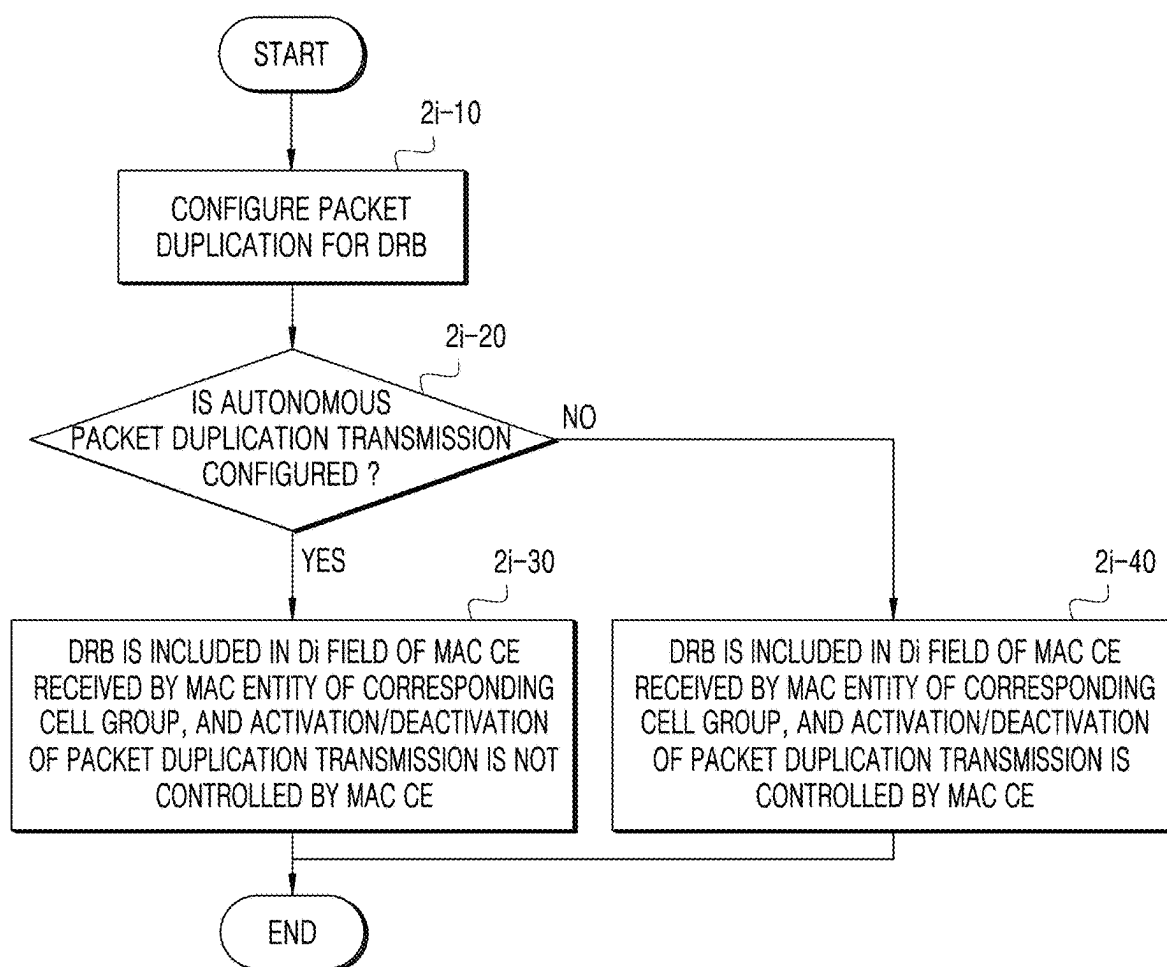 START
2i-10
CONFIGURE PACKET
DUPLICATION FOR DRB
2i-20
IS AUTONOMOUS
PACKET DUPLICATION TRANSMISSION
CONFIGURED ?
NO
YES
2i-30
DRB IS INCLUDED IN Di FIELD OF MAC CE
RECEIVED BY MAC ENTITY OF CORRESPONDING
CELL GROUP, AND ACTIVATION/DEACTIVATION
OF PACKET DUPLICATION TRANSMISSION IS NOT
CONTROLLED BY MAC CE
2i-40
DRB IS INCLUDED IN Di FIELD OF MAC CE
RECEIVED BY MAC ENTITY OF CORRESPONDING
CELL GROUP, AND ACTIVATION/DEACTIVATION
OF PACKET DUPLICATION TRANSMISSION IS
CONTROLLED BY MAC CE
END